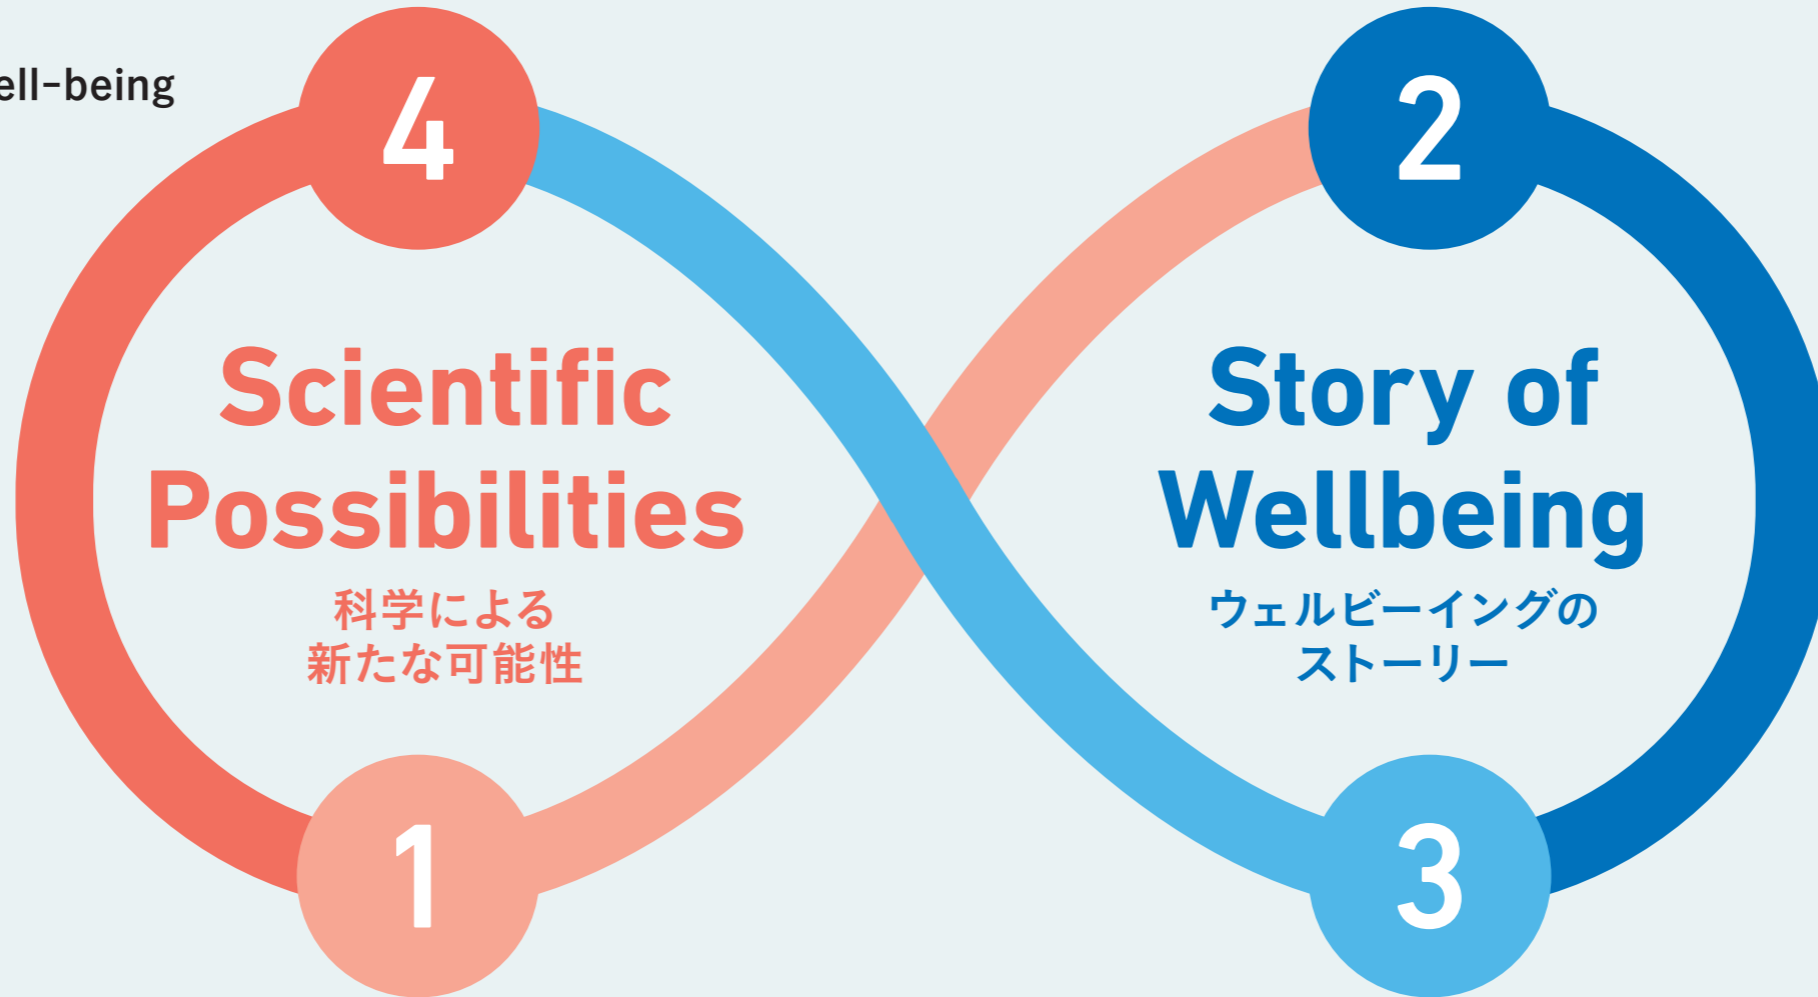 ell-being
4
2
Scientific
Possibilities
科学による
新たな可能性
Story of
Wellbeing
ウェルビーイングの
ストーリー
1
3